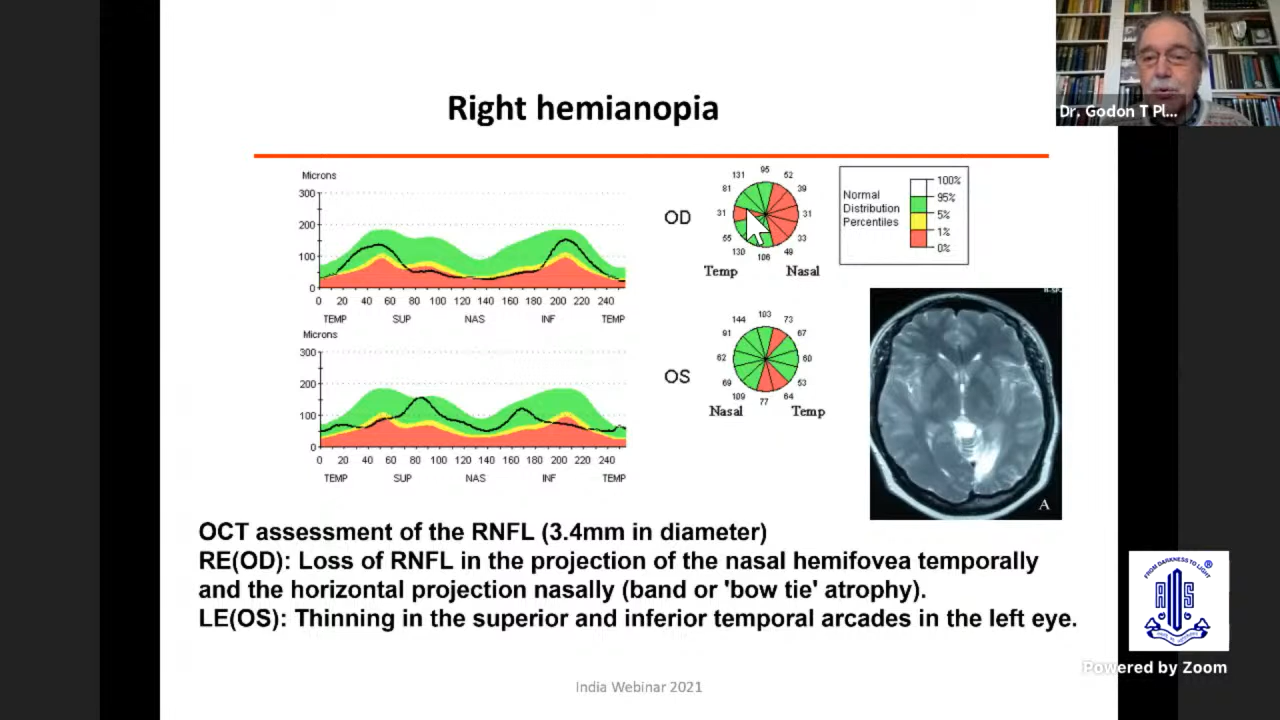 Dr. Godon T Pl...
Right hemianopia
Microns
300
200
100
0
0 20 40 60 80 100 120 140 160 180 200 220 240
TEMP SUP NAS INF TEMP
Microns
300
200
100
0
0 20 40 60 80 100 120 140 160 180 200 220 240
TEMP SUP NAS INF TEMP
OD
95
131 52
81 39
31 31
55 33
130 49
106
Temp Nasal
Normal
Distribution
Percentiles
100%
95%
5%
1%
0%
OS
103
144 73
91 67
62 60
69 53
109 64
77
Nasal Temp
A
OCT assessment of the RNFL (3.4mm in diameter)
RE(OD): Loss of RNFL in the projection of the nasal hemifovea temporally
and the horizontal projection nasally (band or 'bow tie' atrophy).
LE(OS): Thinning in the superior and inferior temporal arcades in the left eye.
FROM DARKNESS TO LIGHT
®
Powered by Zoom
India Webinar 2021